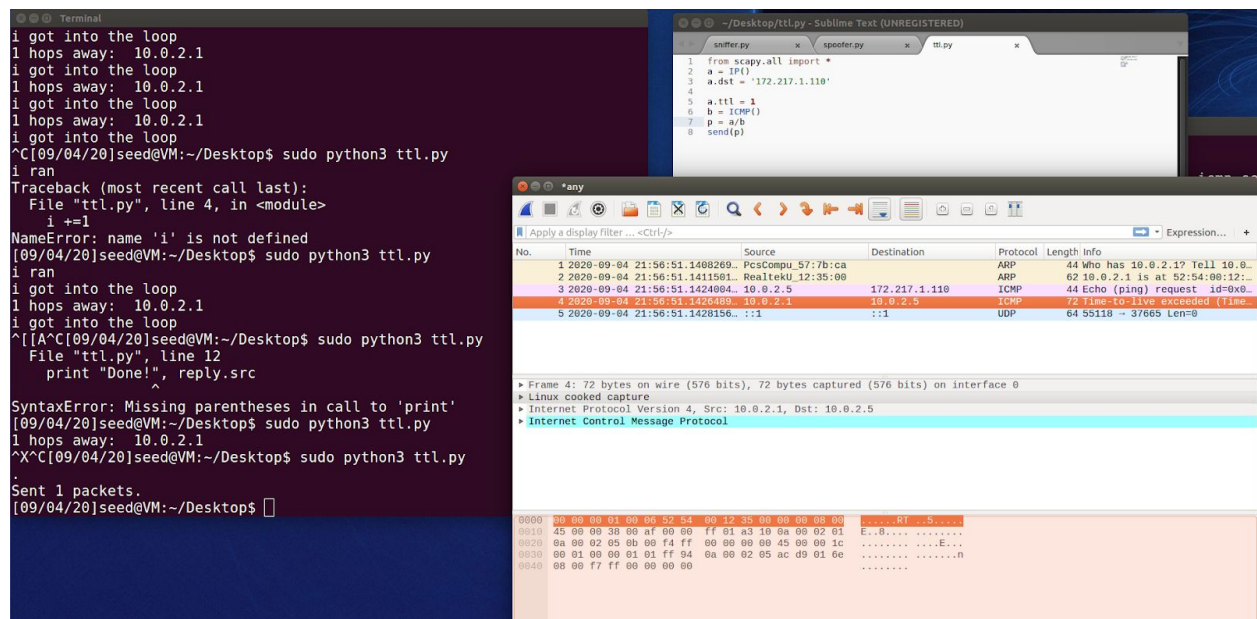 Terminal
i got into the loop
1 hops away:  10.0.2.1
i got into the loop
1 hops away:  10.0.2.1
i got into the loop
1 hops away:  10.0.2.1
i got into the loop
^C[09/04/20]seed@VM:~/Desktop$ sudo python3 ttl.py
i ran
Traceback (most recent call last):
  File "ttl.py", line 4, in <module>
    i +=1
NameError: name 'i' is not defined
[09/04/20]seed@VM:~/Desktop$ sudo python3 ttl.py
i ran
i got into the loop
1 hops away:  10.0.2.1
i got into the loop
^[[A^C[09/04/20]seed@VM:~/Desktop$ sudo python3 ttl.py
  File "ttl.py", line 12
    print "Done!", reply.src
                ^
SyntaxError: Missing parentheses in call to 'print'
[09/04/20]seed@VM:~/Desktop$ sudo python3 ttl.py
1 hops away:  10.0.2.1
^X^C[09/04/20]seed@VM:~/Desktop$ sudo python3 ttl.py
.
Sent 1 packets.
[09/04/20]seed@VM:~/Desktop$
~/Desktop/ttl.py - Sublime Text (UNREGISTERED)
sniffer.py x spoofer.py x ttl.py x
1 from scapy.all import *
2 a = IP()
3 a.dst = '172.217.1.110'
4
5 a.ttl = 1
6 b = ICMP()
7 p = a/b
8 send(p)
*any
Apply a display filter ... <Ctrl-/> Expression... +
No. Time Source Destination Protocol Length Info
1 2020-09-04 21:56:51.1408269… PcsCompu_57:7b:ca ARP 44 Who has 10.0.2.1? Tell 10.0…
2 2020-09-04 21:56:51.1411501… RealtekU_12:35:00 ARP 62 10.0.2.1 is at 52:54:00:12:…
3 2020-09-04 21:56:51.1424004… 10.0.2.5 172.217.1.110 ICMP 44 Echo (ping) request id=0x0…
4 2020-09-04 21:56:51.1426489… 10.0.2.1 10.0.2.5 ICMP 72 Time-to-live exceeded (Time…
5 2020-09-04 21:56:51.1428156… ::1 ::1 UDP 64 55118 → 37665 Len=0
Frame 4: 72 bytes on wire (576 bits), 72 bytes captured (576 bits) on interface 0
Linux cooked capture
Internet Protocol Version 4, Src: 10.0.2.1, Dst: 10.0.2.5
Internet Control Message Protocol
0000 00 00 00 01 00 06 52 54 00 12 35 00 00 00 08 00 ......RT ..5.....
0010 45 00 00 38 00 af 00 00 ff 01 a3 10 0a 00 02 01 E..8.... ........
0020 0a 00 02 05 0b 00 f4 ff 00 00 00 00 45 00 00 1c ........ ....E...
0030 00 01 00 00 01 01 ff 94 0a 00 02 05 ac d9 01 6e ........ .......n
0040 08 00 f7 ff 00 00 00 00 ........